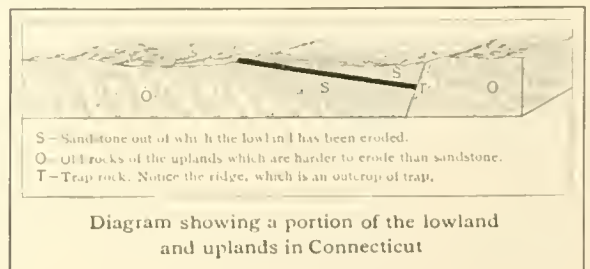 S
O
S
T
O
S – Sandstone out of which the lowland has been eroded.
O – Old rocks of the uplands which are harder to erode than sandstone.
T – Trap rock. Notice the ridge, which is an outcrop of trap.
Diagram showing a portion of the lowland
and uplands in Connecticut